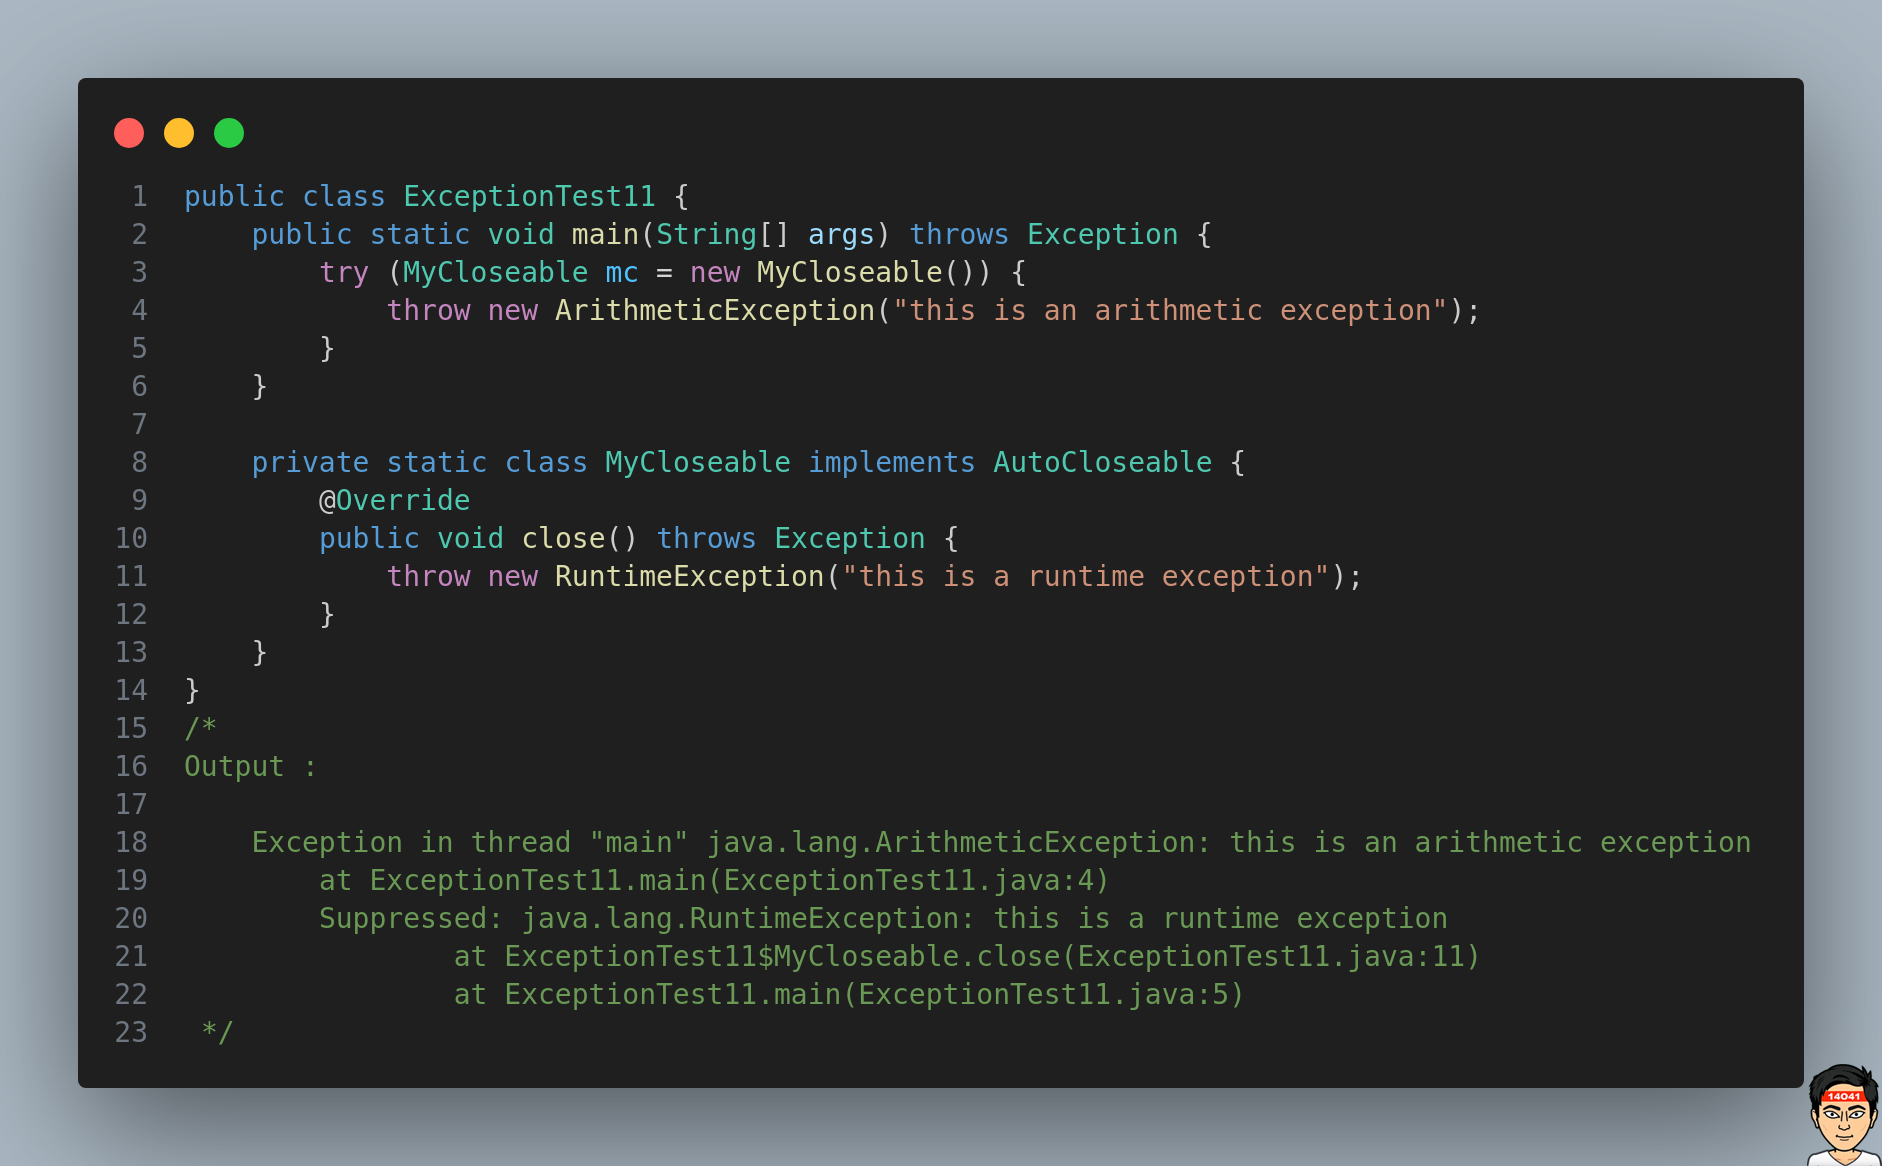 1 public class ExceptionTest11 {
2     public static void main(String[] args) throws Exception {
3         try (MyCloseable mc = new MyCloseable()) {
4             throw new ArithmeticException("this is an arithmetic exception");
5         }
6     }
7
8     private static class MyCloseable implements AutoCloseable {
9         @Override
10         public void close() throws Exception {
11             throw new RuntimeException("this is a runtime exception");
12         }
13     }
14 }
15 /*
16 Output :
17
18     Exception in thread "main" java.lang.ArithmeticException: this is an arithmetic exception
19         at ExceptionTest11.main(ExceptionTest11.java:4)
20         Suppressed: java.lang.RuntimeException: this is a runtime exception
21                 at ExceptionTest11$MyCloseable.close(ExceptionTest11.java:11)
22                 at ExceptionTest11.main(ExceptionTest11.java:5)
23  */
14041